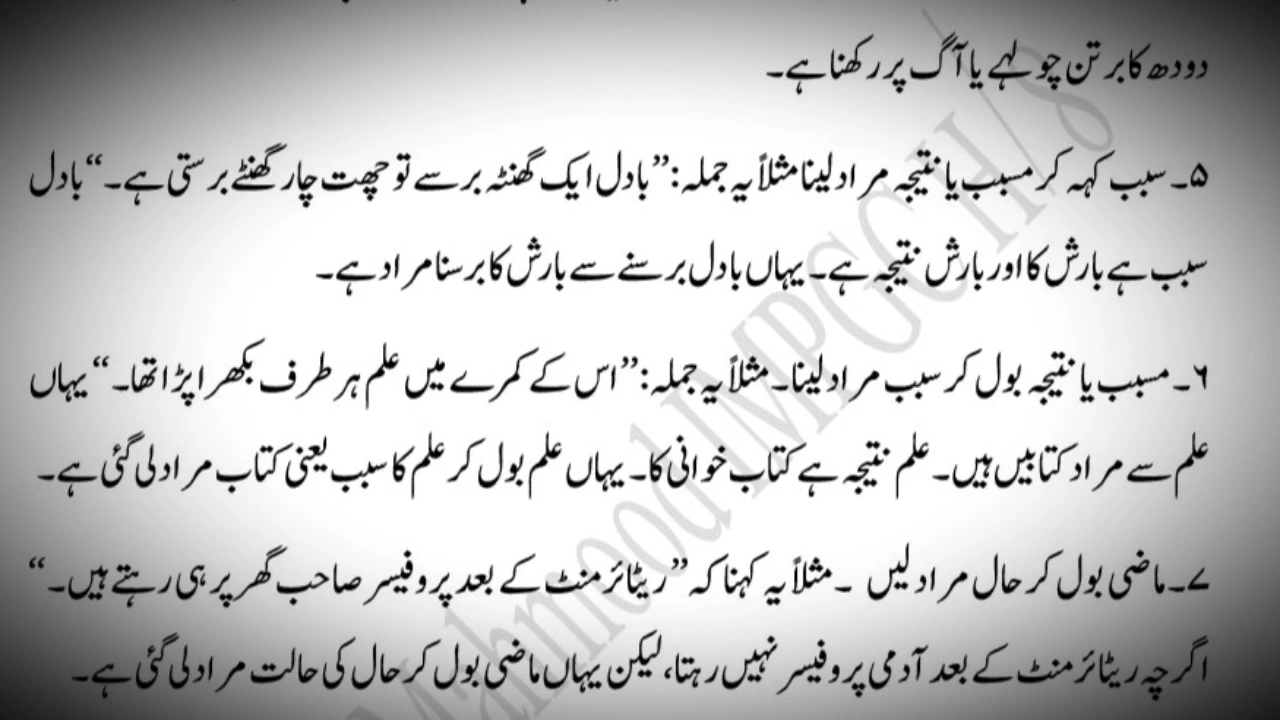 دودھ کا برتن چولہے یا آگ پر رکھنا ہے۔
۵۔ سبب کہہ کر مسبب یا نتیجہ مراد لینا مثلاً یہ جملہ: ”بادل ایک گھنٹہ برسے تو چھت چار گھنٹے برستی ہے۔“ بادل
سبب ہے بارش کا اور بارش نتیجہ ہے۔ یہاں بادل برسنے سے بارش کا برسنا مراد ہے۔
۶۔ مسبب یا نتیجہ بول کر سبب مراد لینا۔ مثلاً یہ جملہ: ”اس کے کمرے میں علم ہر طرف بکھرا پڑا تھا۔“ یہاں
علم سے مراد کتابیں ہیں۔ علم نتیجہ ہے کتاب خوانی کا۔ یہاں علم بول کر علم کا سبب یعنی کتاب مراد لی گئی ہے۔
۷۔ ماضی بول کر حال مراد لیں ۔ مثلاً یہ کہنا کہ ”ریٹائرمنٹ کے بعد پروفیسر صاحب گھر پر ہی رہتے ہیں۔“
اگرچہ ریٹائرمنٹ کے بعد آدمی پروفیسر نہیں رہتا، لیکن یہاں ماضی بول کر حال کی حالت مراد لی گئی ہے۔
Mahmood IMPGCH/8